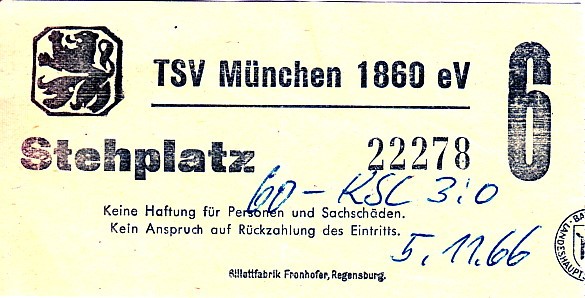 TSV München 1860 eV
6
Stehplatz 22278
60 - KSC 3:0
Keine Haftung für Personen und Sachschäden.
Kein Anspruch auf Rückzahlung des Eintritts.
5.11.66
Billettfabrik Fronhofer, Regensburg.
LANDESHAUPT